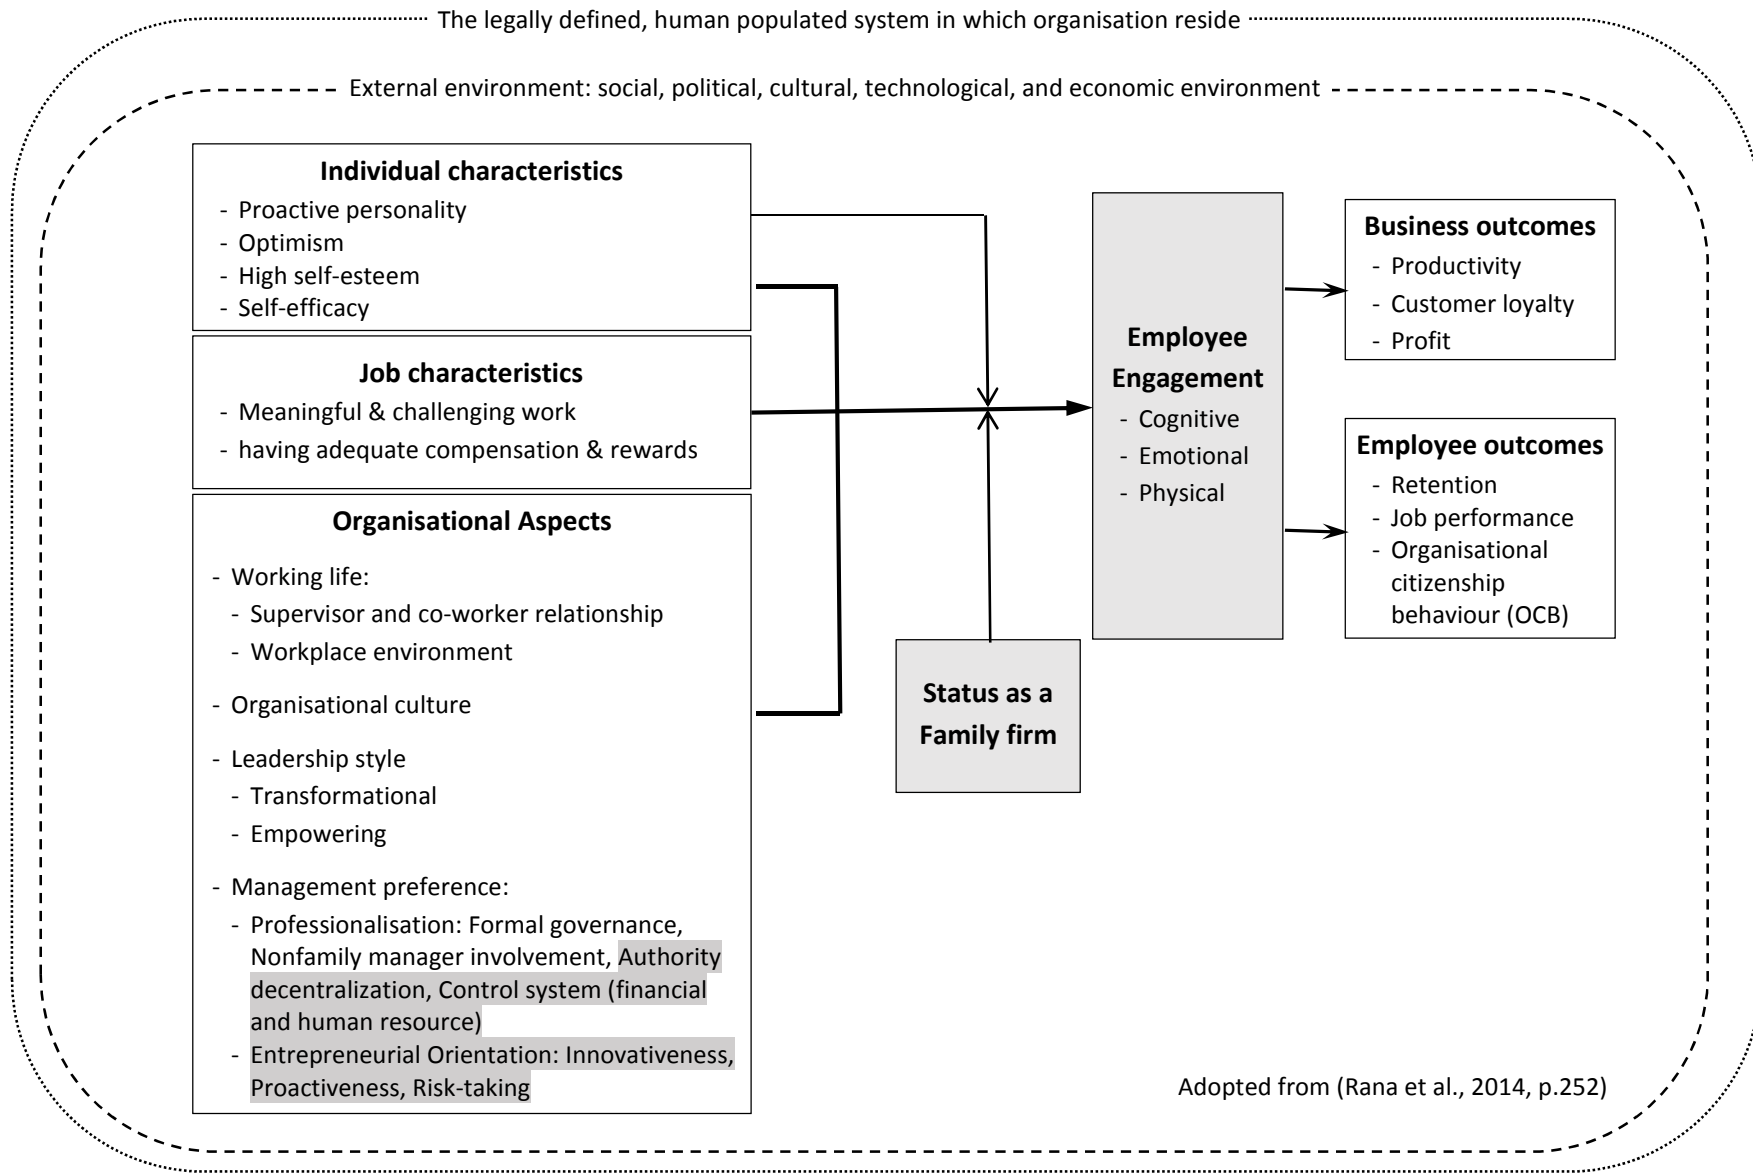 The legally defined, human populated system in which organisation reside
External environment: social, political, cultural, technological, and economic environment
Individual characteristics
- Proactive personality
- Optimism
- High self-esteem
- Self-efficacy
Job characteristics
- Meaningful & challenging work
- having adequate compensation & rewards
Organisational Aspects
- Working life:
- Supervisor and co-worker relationship
- Workplace environment
- Organisational culture
- Leadership style
- Transformational
- Empowering
- Management preference:
- Professionalisation: Formal governance,
Nonfamily manager involvement, Authority
decentralization, Control system (financial
and human resource)
- Entrepreneurial Orientation: Innovativeness,
Proactiveness, Risk-taking
Status as a
Family firm
Employee
Engagement
- Cognitive
- Emotional
- Physical
Business outcomes
- Productivity
- Customer loyalty
- Profit
Employee outcomes
- Retention
- Job performance
- Organisational
citizenship
behaviour (OCB)
Adopted from (Rana et al., 2014, p.252)